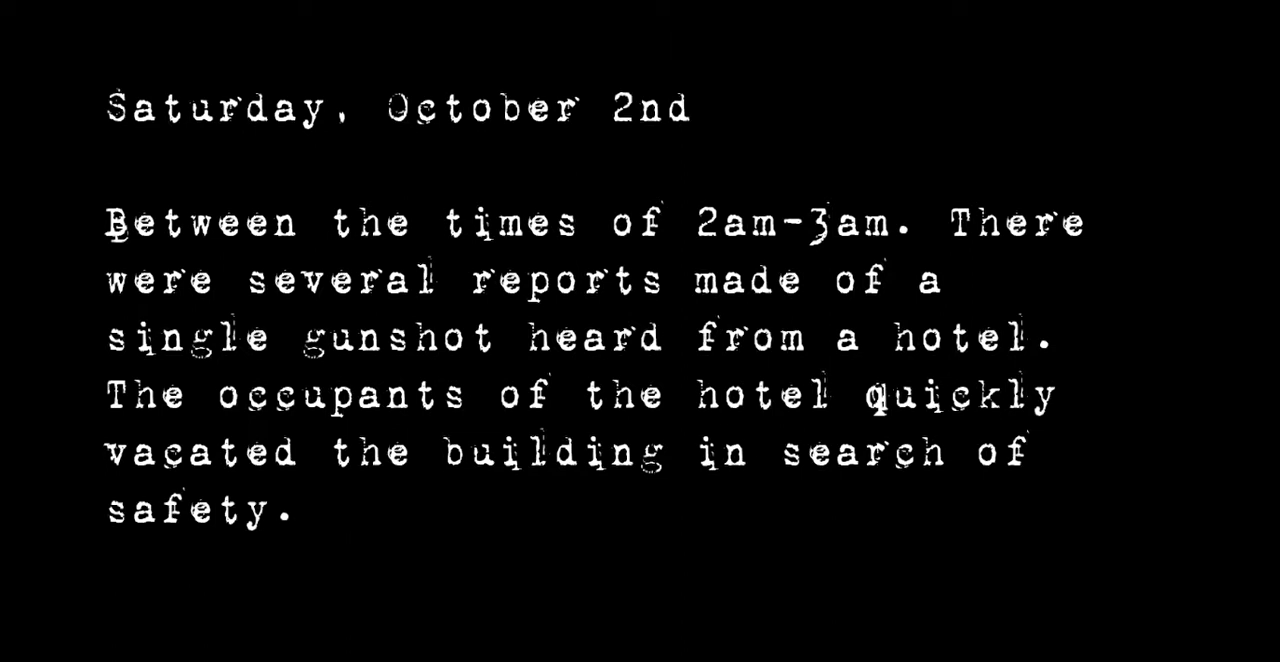 Saturday, October 2nd
Between the times of 2am-3am. There
were several reports made of a
single gunshot heard from a hotel.
The occupants of the hotel quickly
vacated the building in search of
safety.